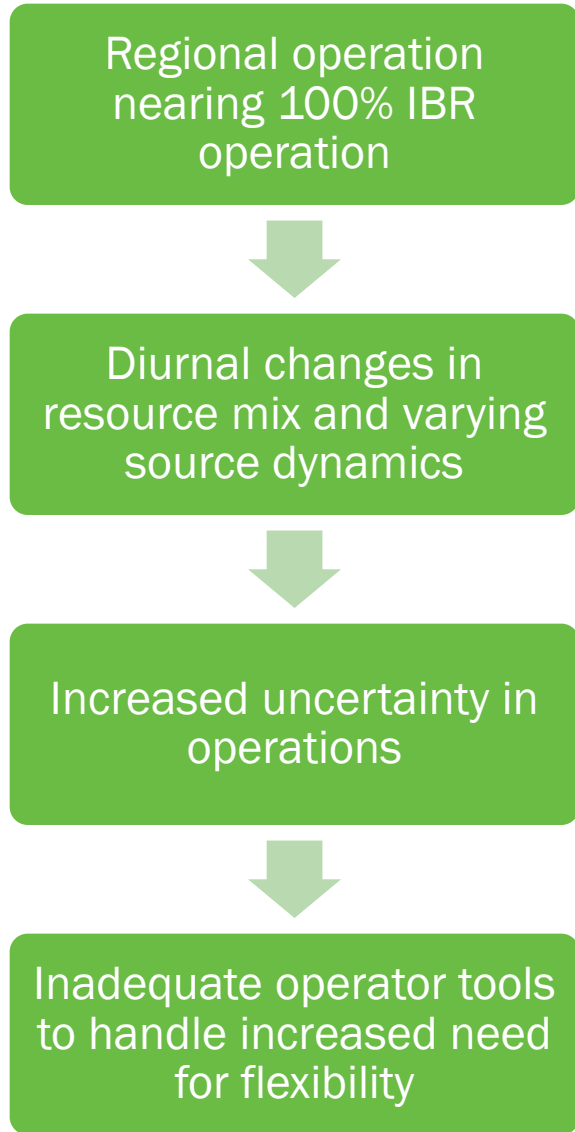 Regional operation
nearing 100% IBR
operation
Diurnal changes in
resource mix and varying
source dynamics
Increased uncertainty in
operations
Inadequate operator tools
to handle increased need
for flexibility